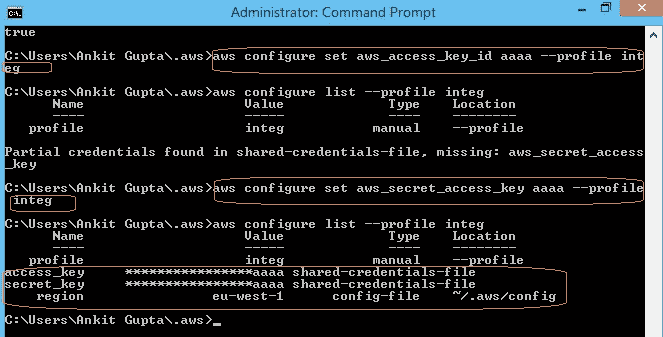 Administrator: Command Prompt
true
C:\Users\Ankit Gupta\.aws>aws configure set aws_access_key_id aaaa --profile int
eg
C:\Users\Ankit Gupta\.aws>aws configure list --profile integ
Name Value Type Location
---- ----- ---- --------
profile integ manual --profile
Partial credentials found in shared-credentials-file, missing: aws_secret_access
_key
C:\Users\Ankit Gupta\.aws>aws configure set aws_secret_access_key aaaa --profile
integ
C:\Users\Ankit Gupta\.aws>aws configure list --profile integ
Name Value Type Location
---- ----- ---- --------
profile integ manual --profile
access_key ****************aaaa shared-credentials-file
secret_key ****************aaaa shared-credentials-file
region eu-west-1 config-file ~/.aws/config
C:\Users\Ankit Gupta\.aws>_